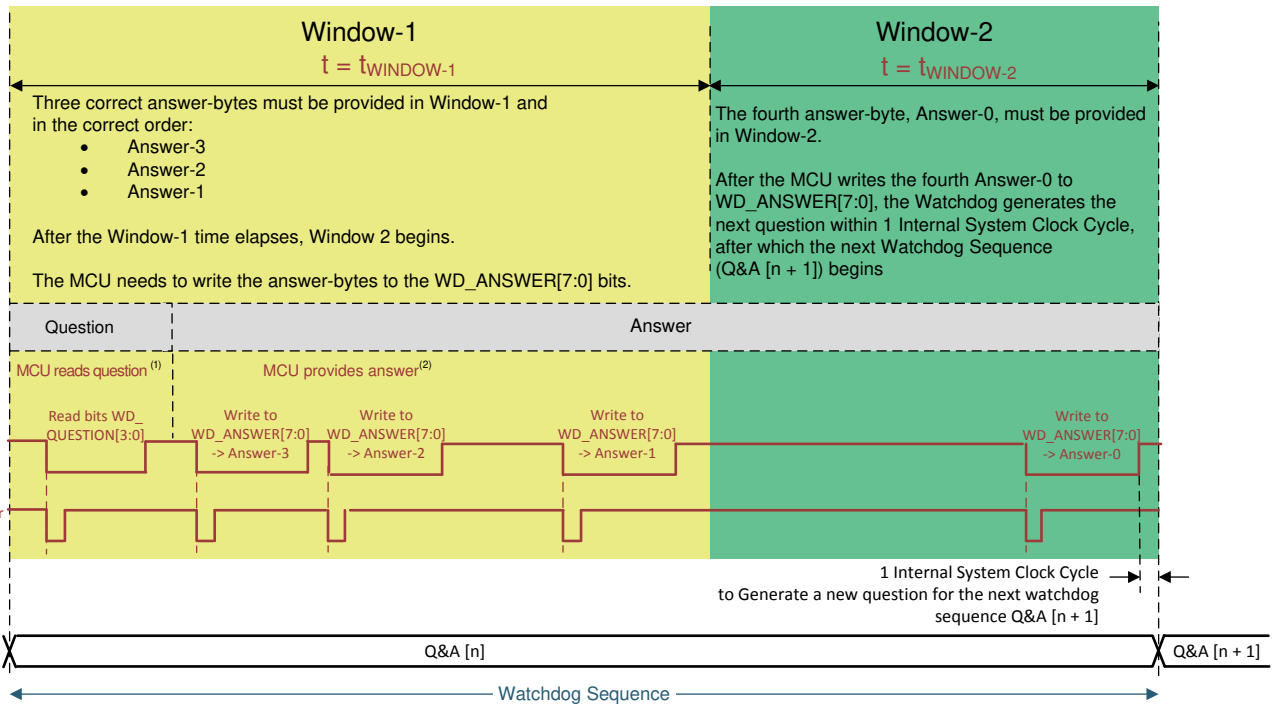 Window-1
t = tWINDOW-1
Three correct answer-bytes must be provided in Window-1 and
in the correct order:
• Answer-3
• Answer-2
• Answer-1
After the Window-1 time elapses, Window 2 begins.
The MCU needs to write the answer-bytes to the WD_ANSWER[7:0] bits.
Window-2
t = tWINDOW-2
The fourth answer-byte, Answer-0, must be provided
in Window-2.
After the MCU writes the fourth Answer-0 to
WD_ANSWER[7:0], the Watchdog generates the
next question within 1 Internal System Clock Cycle,
after which the next Watchdog Sequence
(Q&A [n + 1]) begins
Question
Answer
MCU reads question (1)
MCU provides answer(2)
Read bits WD_
QUESTION[3:0]
Write to
WD_ANSWER[7:0]
-> Answer-3
Write to
WD_ANSWER[7:0]
-> Answer-2
Write to
WD_ANSWER[7:0]
-> Answer-1
Write to
WD_ANSWER[7:0]
-> Answer-0
1 Internal System Clock Cycle
to Generate a new question for the next watchdog
sequence Q&A [n + 1]
Q&A [n]
Q&A [n + 1]
Watchdog Sequence